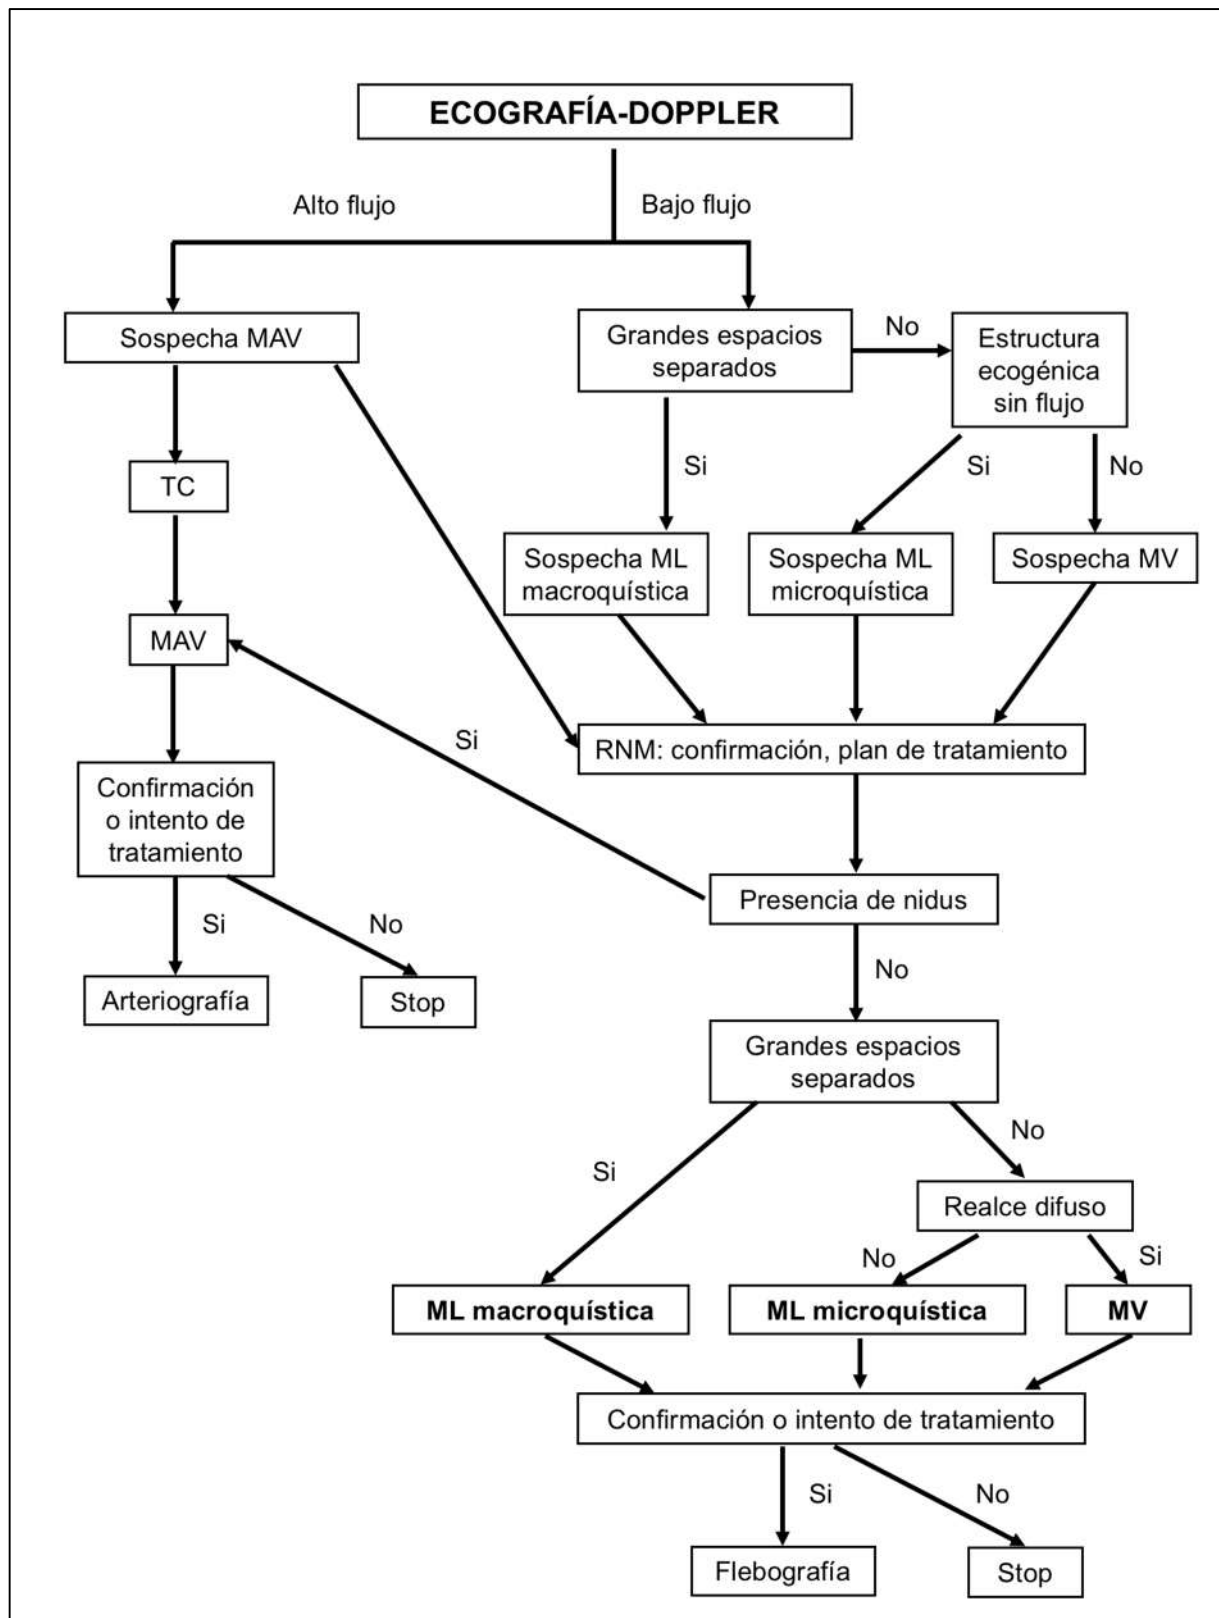 ECOGRAFÍA-DOPPLER
Alto flujo
Bajo flujo
Sospecha MAV
Grandes espacios
separados
No
Estructura
ecogénica
sin flujo
Si
Si
No
TC
Sospecha ML
macroquística
Sospecha ML
microquística
Sospecha MV
MAV
Si
RNM: confirmación, plan de tratamiento
Confirmación
o intento de
tratamiento
Presencia de nidus
Si
No
No
Arteriografía
Stop
Grandes espacios
separados
Si
No
Realce difuso
No
Si
ML macroquística
ML microquística
MV
Confirmación o intento de tratamiento
Si
No
Flebografía
Stop